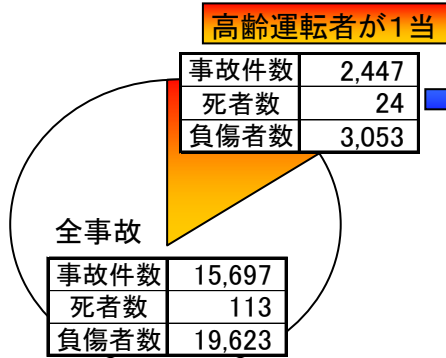 高齢運転者が1当
事故件数 2,447
死者数 24
負傷者数 3,053
全事故
事故件数 15,697
死者数 113
負傷者数 19,623